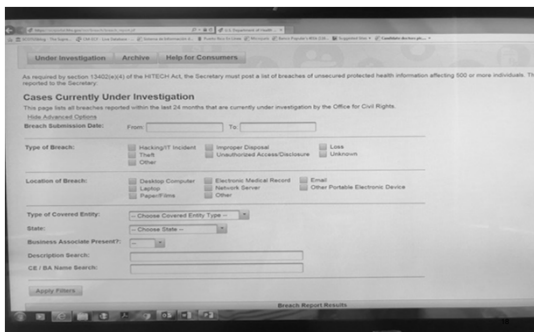 Under Investigation Archive Help for Consumers
As required by section 13402(e)(4) of the HITECH Act, the Secretary must post a list of breaches of unsecured protected health information affecting 500 or more individuals.
reported to the Secretary:
Cases Currently Under Investigation
This page lists all breaches reported within the last 24 months that are currently under investigation by the Office for Civil Rights.
Hide Advanced Options
Breach Submission Date: From: To:
Type of Breach: Hacking/IT Incident Improper Disposal Loss
Theft Unauthorized Access/Disclosure Unknown
Other
Location of Breach: Desktop Computer Electronic Medical Record Email
Laptop Network Server Other Portable Electronic Device
Paper/Films Other
Type of Covered Entity: -- Choose Covered Entity Type --
State: -- Choose State --
Business Associate Present?: --
Description Search:
CE / BA Name Search:
Apply Filters
Breach Report Results